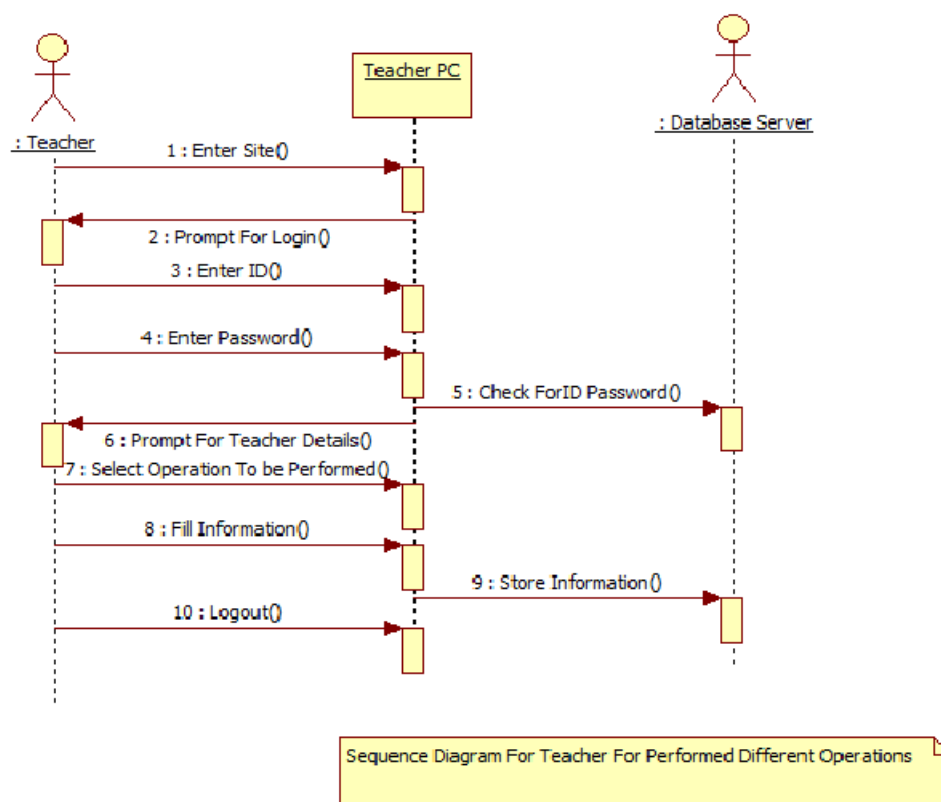 Teacher PC
: Teacher
: Database Server
1 : Enter Site()
2 : Prompt For Login()
3 : Enter ID()
4 : Enter Password()
5 : Check ForID Password()
6 : Prompt For Teacher Details()
7 : Select Operation To be Performed()
8 : Fill Information()
9 : Store Information()
10 : Logout()
Sequence Diagram For Teacher For Performed Different Operations